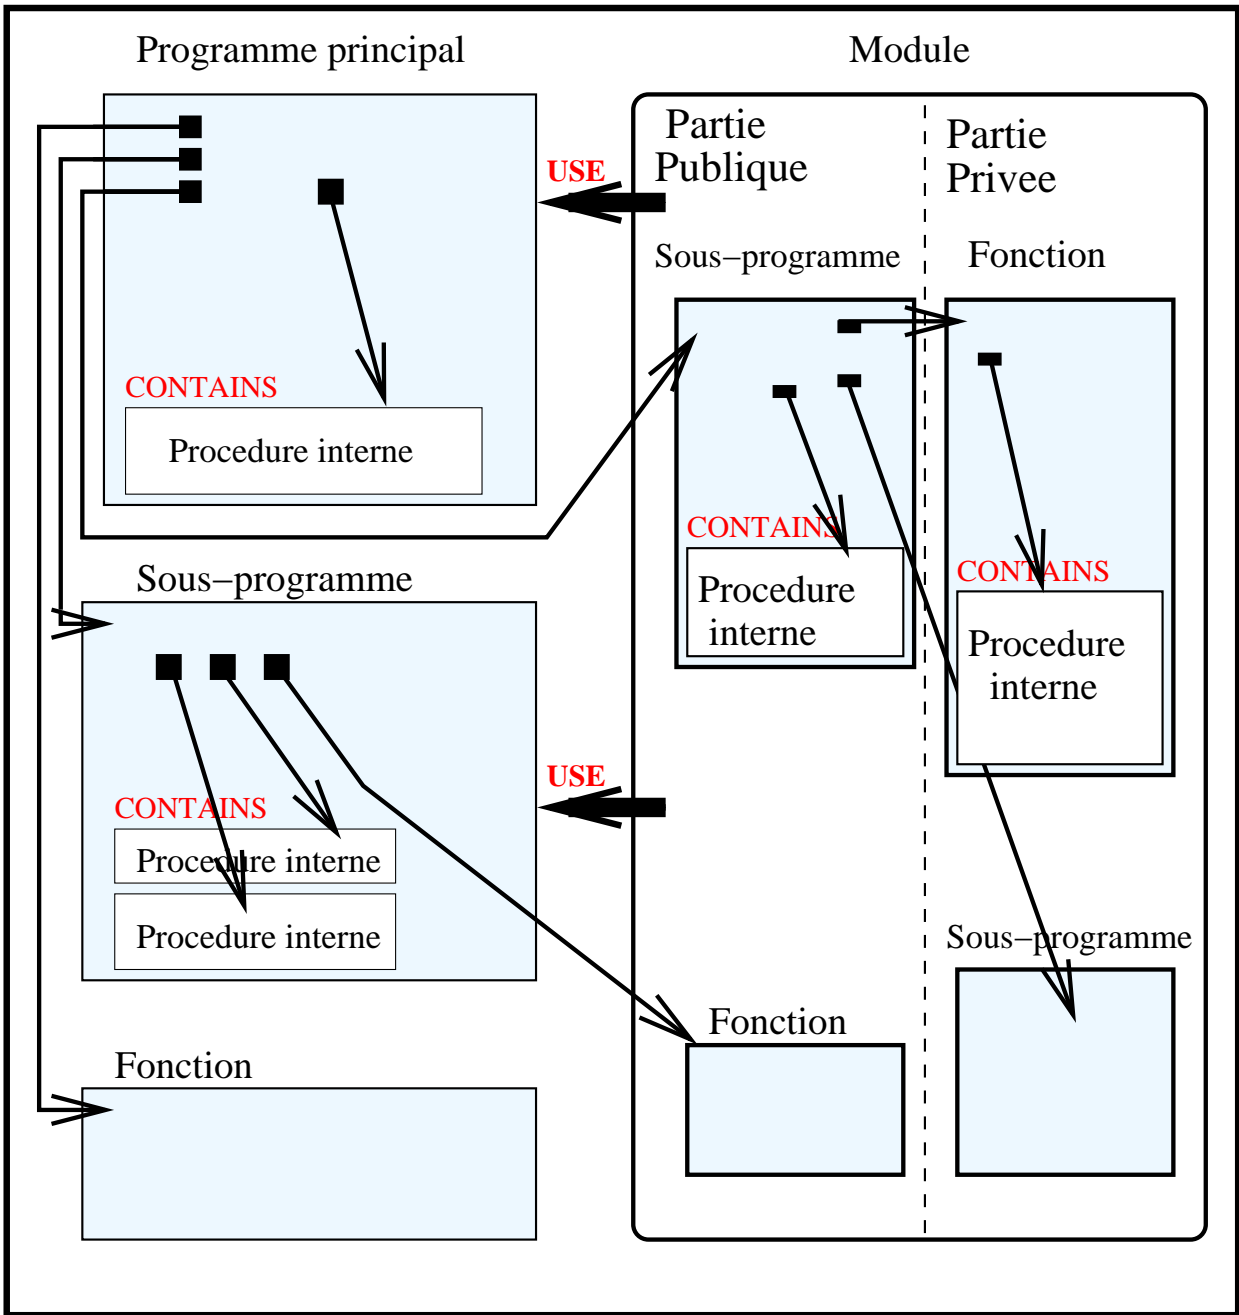 Programme principal
CONTAINS
Procedure interne
Sous−programme
CONTAINS
Procedure interne
Procedure interne
Fonction
USE
USE
Module
Partie
Publique
Sous−programme
CONTAINS
Procedure
interne
Fonction
Partie
Privee
Fonction
CONTAINS
Procedure
interne
Sous−programme